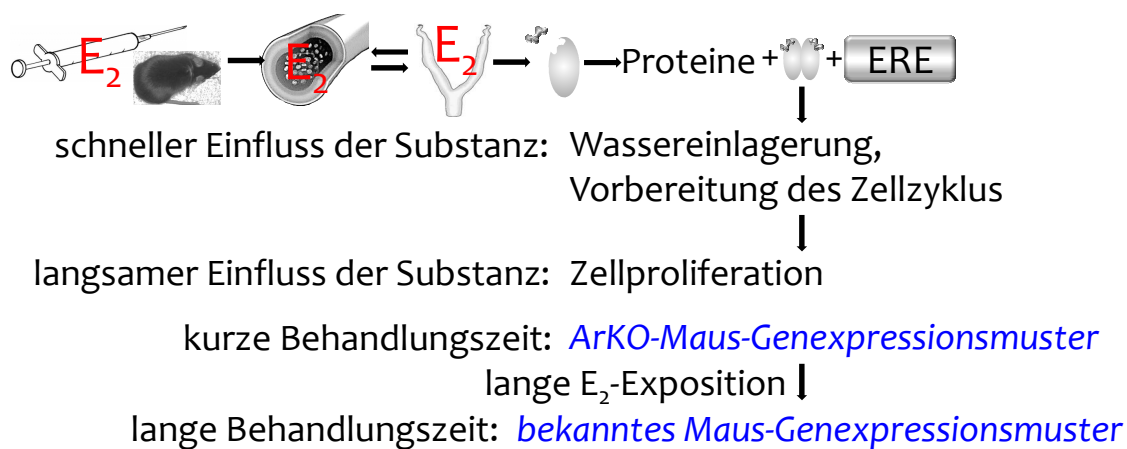 E₂ E₂ E₂ Proteine + + ERE
schneller Einfluss der Substanz: Wassereinlagerung,
Vorbereitung des Zellzyklus
langsamer Einfluss der Substanz: Zellproliferation
kurze Behandlungszeit: ArKO-Maus-Genexpressionsmuster
lange E₂-Exposition
lange Behandlungszeit: bekanntes Maus-Genexpressionsmuster